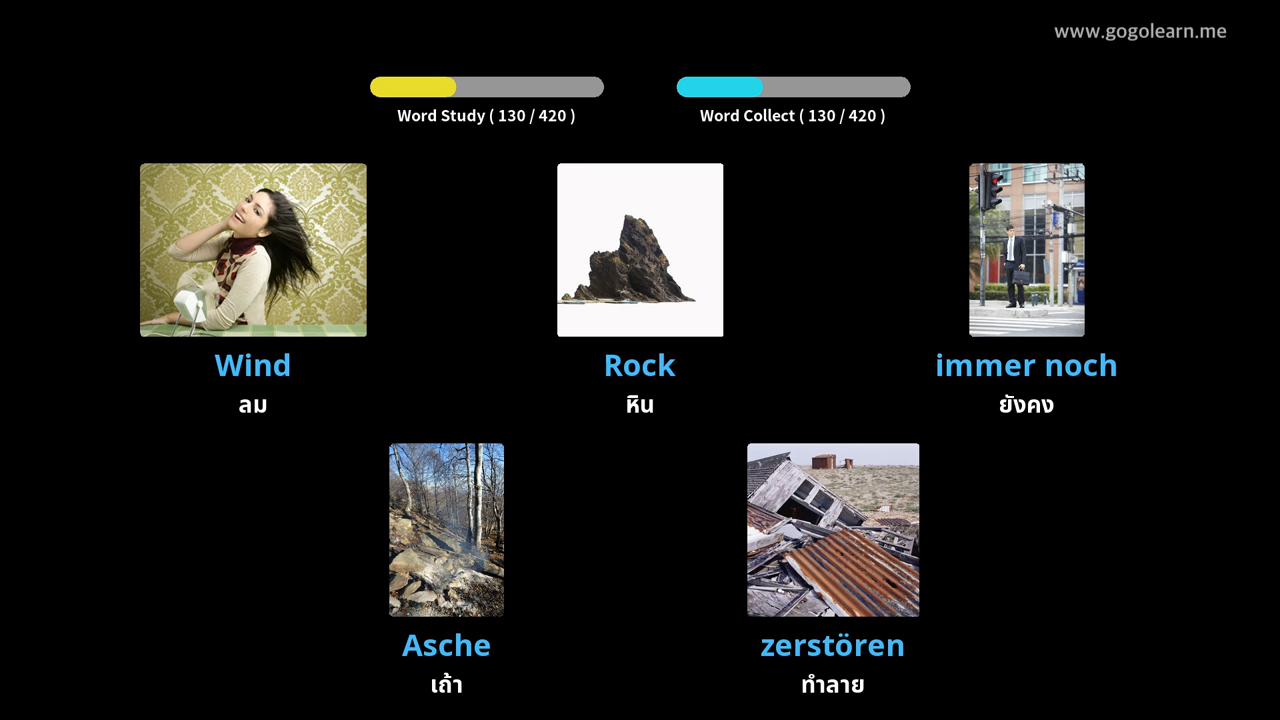 www.gogolearn.me
Word Study ( 130 / 420 )
Word Collect ( 130 / 420 )
Wind
ลม
Rock
หิน
immer noch
ยังคง
Asche
เถ้า
zerstören
ทำลาย